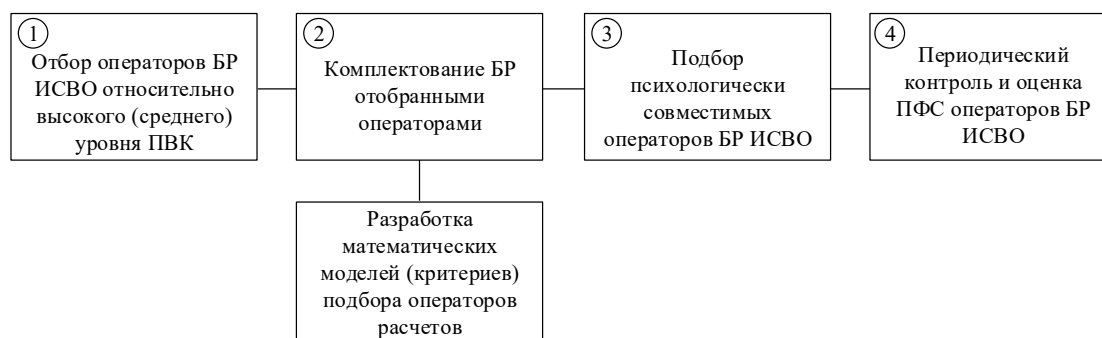 1
Отбор операторов БР
ИСВО относительно
высокого (среднего)
уровня ПВК
2
Комплектование БР
отобранными
операторами
3
Подбор
психологически
совместимых
операторов БР ИСВО
4
Периодический
контроль и оценка
ПФС операторов БР
ИСВО
Разработка
математических
моделей (критериев)
подбора операторов
расчетов